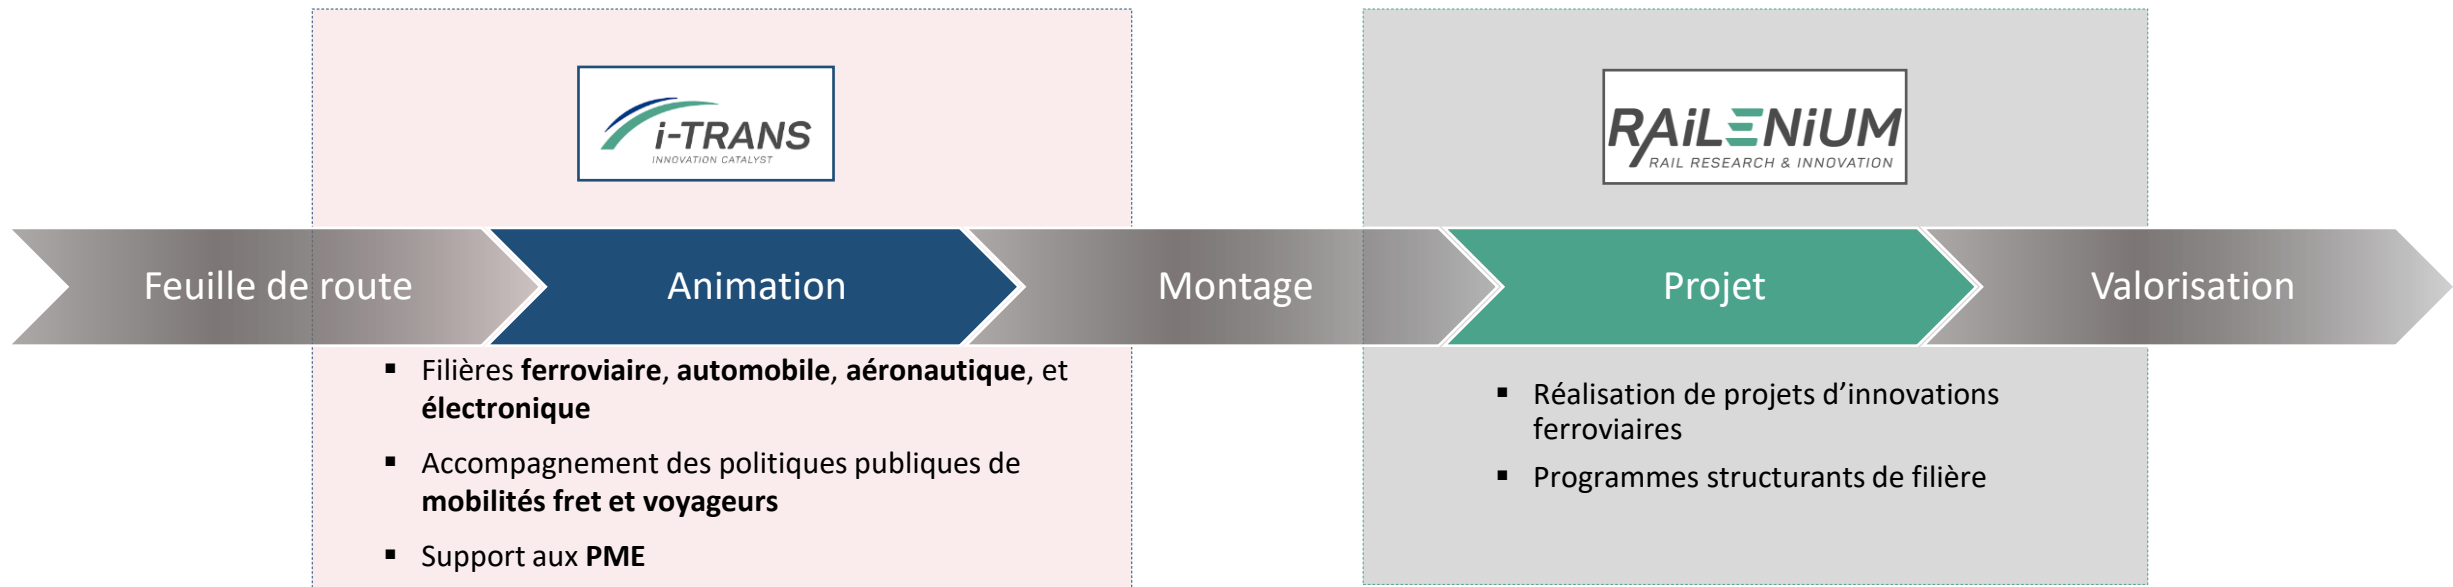 i-TRANS
INNOVATION CATALYST
RAiLENiUM
RAIL RESEARCH & INNOVATION
Feuille de route
Animation
Montage
Projet
Valorisation
▪ Filières ferroviaire, automobile, aéronautique, et
électronique
▪ Accompagnement des politiques publiques de
mobilités fret et voyageurs
▪ Support aux PME
▪ Réalisation de projets d’innovations
ferroviaires
▪ Programmes structurants de filière